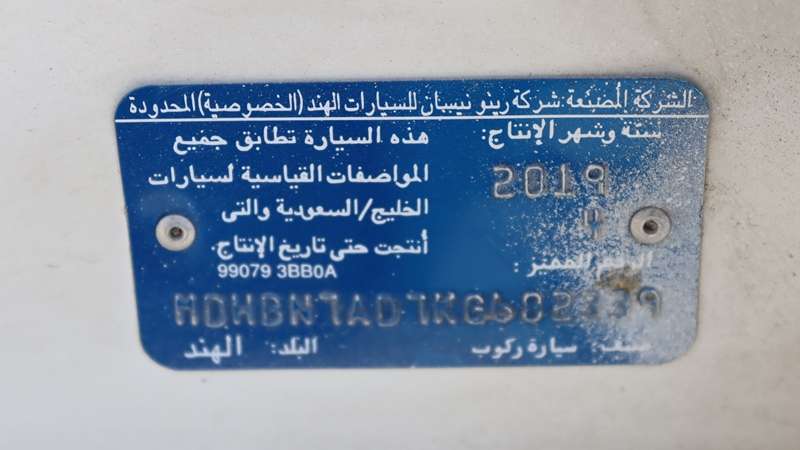 الشركة المصنعة: شركة رينو نيسان للسيارات الهند (الخصوصية) المحدودة
سنة وشهر الإنتاج:
2019
هذه السيارة تطابق جميع
المواصفات القياسية لسيارات
الخليج/السعودية والتى
أنتجت حتى تاريخ الإنتاج.
99079 3BB0A
الرقم المميز:
صنف: سيارة ركوب
البلد: الهند